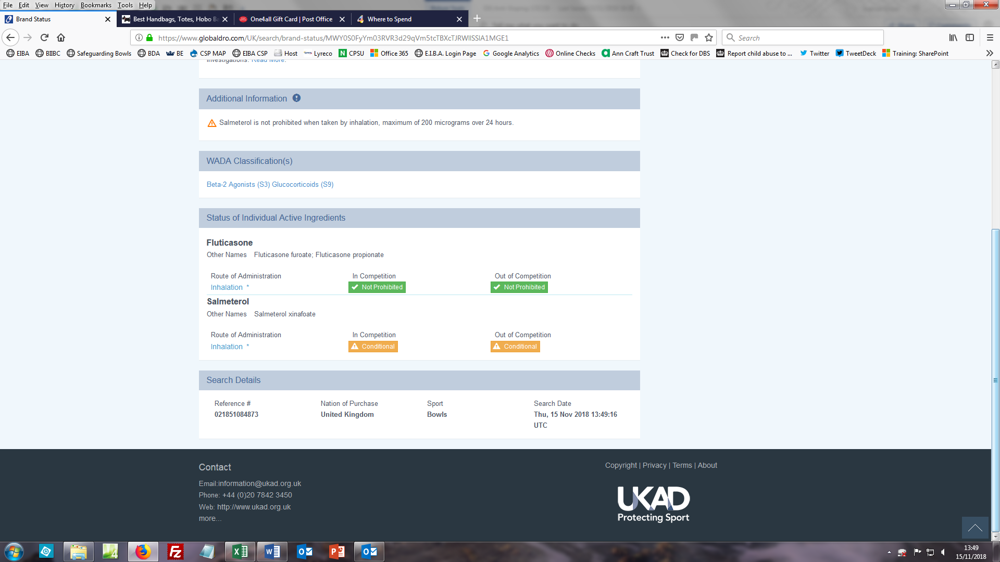 File Edit View History Bookmarks Tools Help
Brand Status
Best Handbags, Totes, Hobo Ba
One4all Gift Card | Post Office
Where to Spend
https://www.globaldro.com/UK/search/brand-status/MWY0S0FyYm03RVR3d29qVm5tcTBXcTJRWllSSlA1MGE1
Search
EIBA BIIBC Safeguarding Bowls BDA BE CSP MAP EIBA CSP Host Lyreco CPSU Office 365 E.I.B.A. Login Page Google Analytics Online Checks Ann Craft Trust Check for DBS Report child abuse to ... Twitter TweetDeck Training: SharePoint
Investigations. Read More.
Additional Information
Salmeterol is not prohibited when taken by inhalation, maximum of 200 micrograms over 24 hours.
WADA Classification(s)
Beta-2 Agonists (S3) Glucocorticoids (S9)
Status of Individual Active Ingredients
Fluticasone
Other Names Fluticasone furoate; Fluticasone propionate
Route of Administration In Competition Out of Competition
Inhalation * Not Prohibited Not Prohibited
Salmeterol
Other Names Salmeterol xinafoate
Route of Administration In Competition Out of Competition
Inhalation * Conditional Conditional
Search Details
Reference # Nation of Purchase Sport Search Date
021851084873 United Kingdom Bowls Thu, 15 Nov 2018 13:49:16
UTC
Contact
Email:information@ukad.org.uk
Phone: +44 (0)20 7842 3450
Web: http://www.ukad.org.uk
more...
Copyright | Privacy | Terms | About
UKAD
Protecting Sport
13:49
15/11/2018